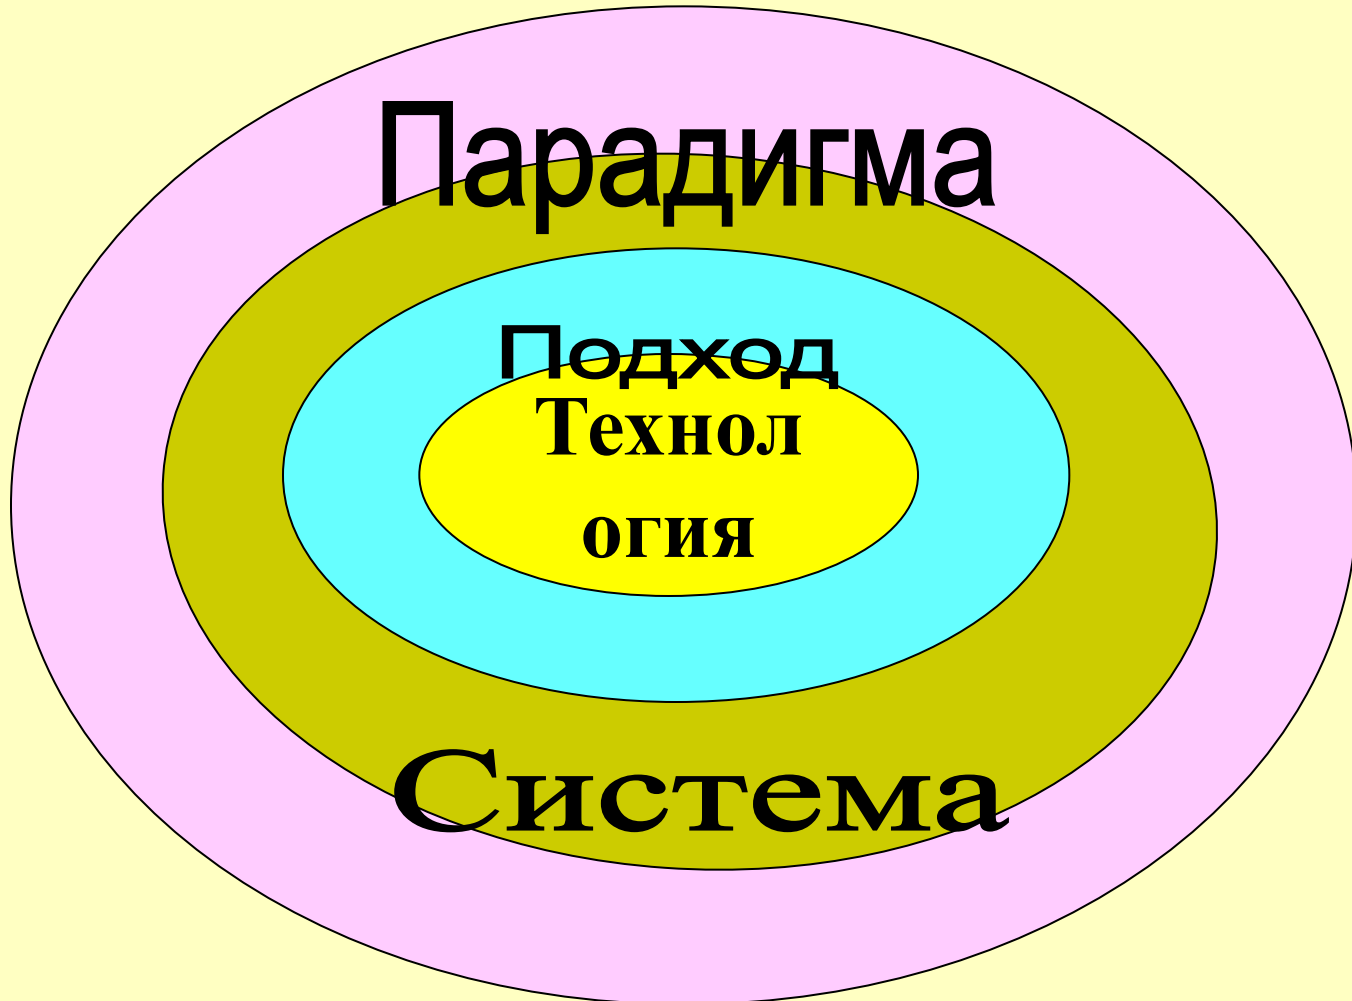 Парадигма
Подход
Технол
огия
Система